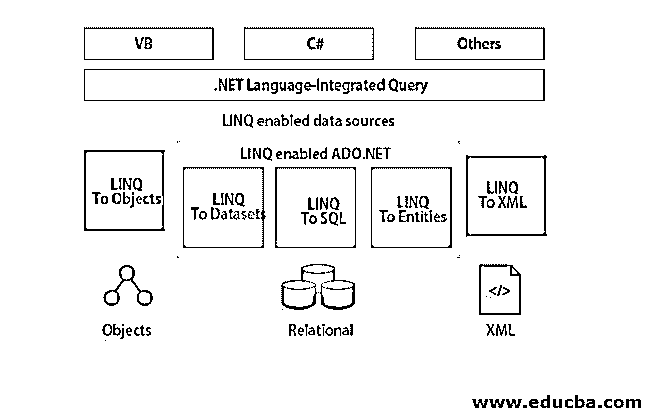 VB
C#
Others
.NET Language-Integrated Query
LINQ enabled data sources
LINQ enabled ADO.NET
LINQ
To Objects
LINQ
To Datasets
LINQ
To SQL
LINQ
To Entities
LINQ
To XML
</>
Objects
Relational
XML
www.educba.com